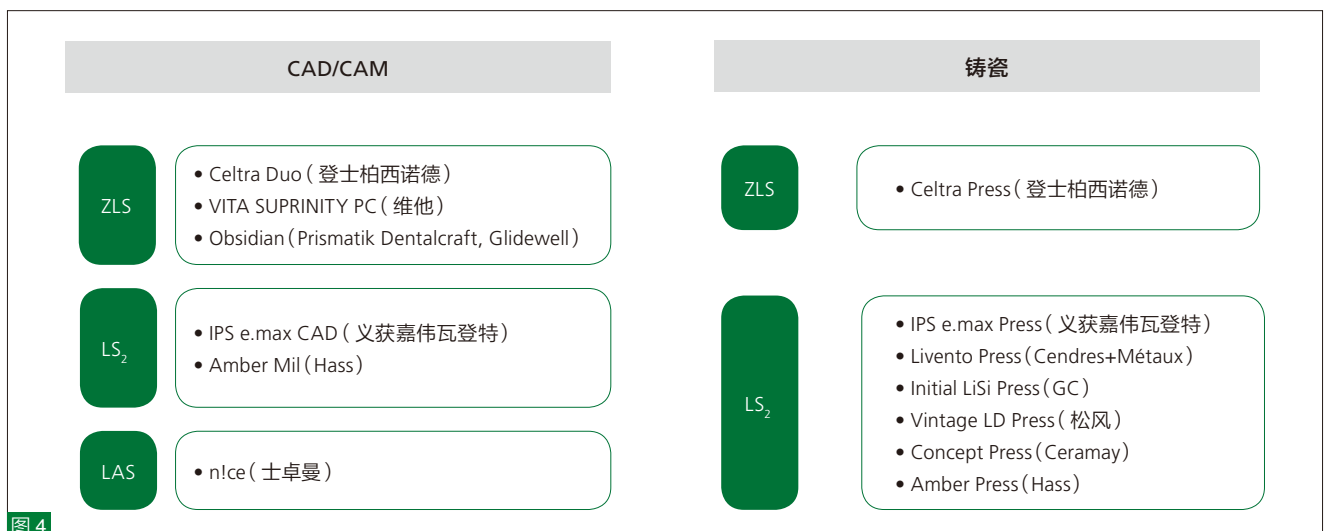 CAD/CAM
ZLS
• Celtra Duo（登士柏西诺德）
• VITA SUPRINITY PC（维他）
• Obsidian（Prismatik Dentalcraft, Glidewell）
LS₂
• IPS e.max CAD（义获嘉伟瓦登特）
• Amber Mil（Hass）
LAS
• n!ce（士卓曼）
铸瓷
ZLS
• Celtra Press（登士柏西诺德）
LS₂
• IPS e.max Press（义获嘉伟瓦登特）
• Livento Press（Cendres+Métaux）
• Initial LiSi Press（GC）
• Vintage LD Press（松风）
• Concept Press（Ceramay）
• Amber Press（Hass）
图 4